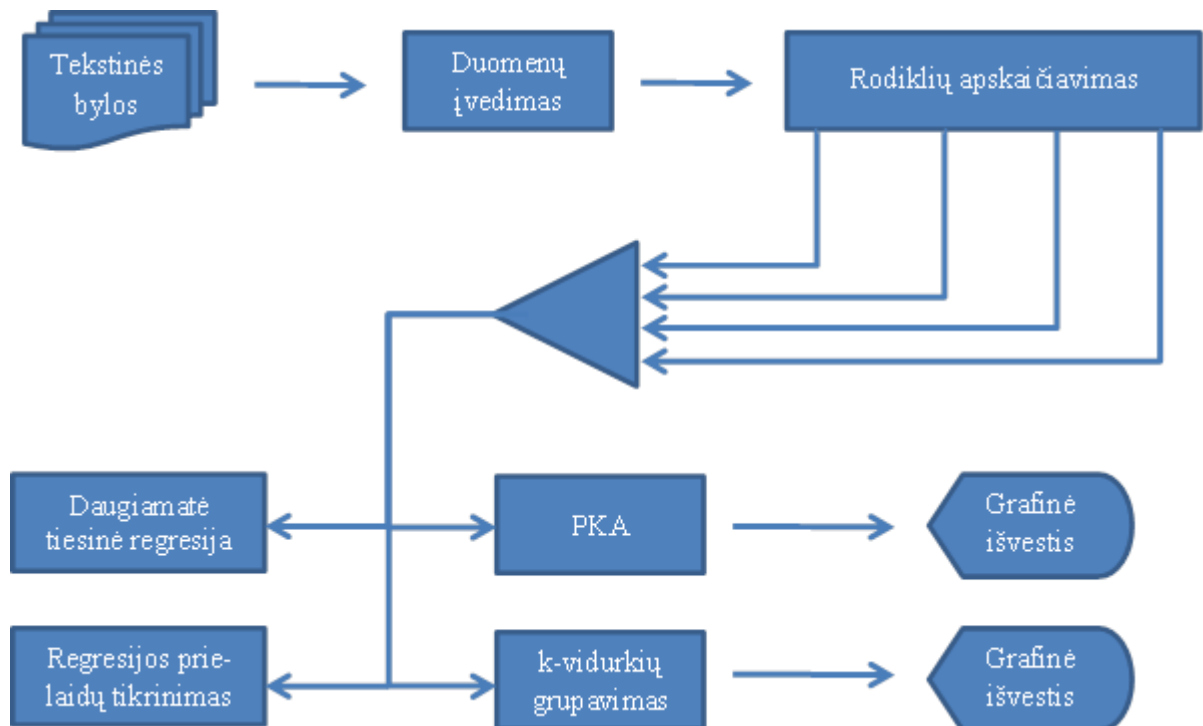 Tekstinės
bylos
Duomenų
įvedimas
Rodiklių apskaičiavimas
Daugiamatė
tiesinė regresija
PKA
Grafinė
išvestis
Regresijos prie-
laidų tikrinimas
k-vidurkių
grupavimas
Grafinė
išvestis